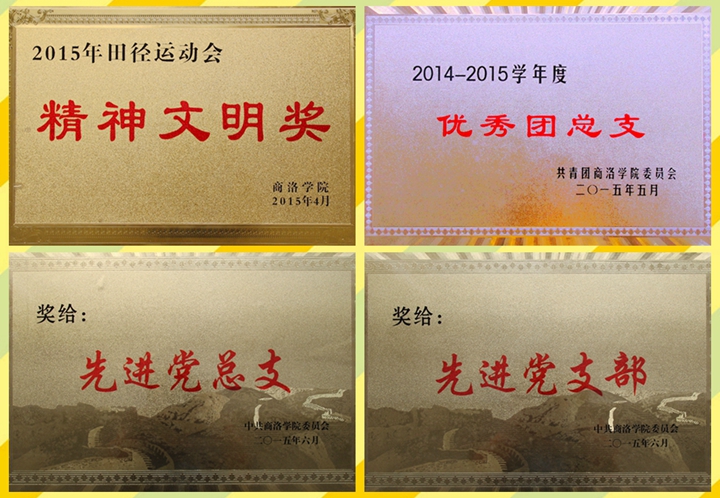 2015年田径运动会
精神文明奖
商洛学院
2015年4月
2014-2015学年度
优秀团总支
共青团商洛学院委员会
二〇一五年五月
奖给：
先进党总支
中共商洛学院委员会
二〇一五年六月
奖给：
先进党支部
中共商洛学院委员会
二〇一五年六月